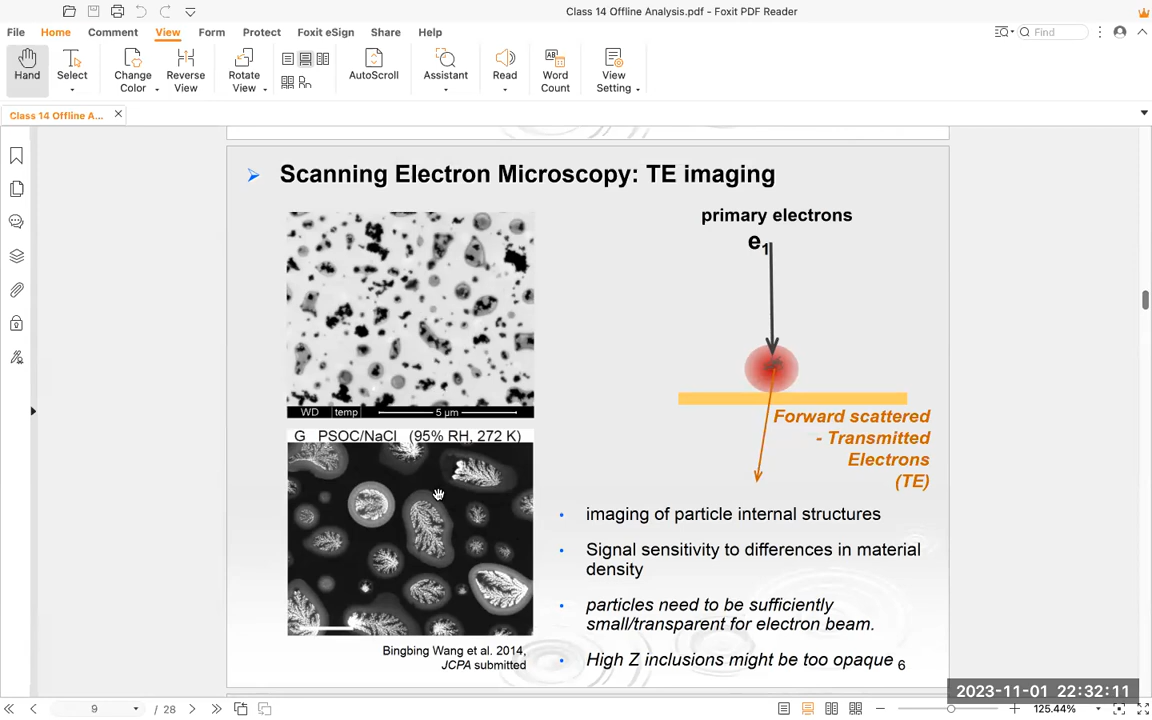 Class 14 Offline Analysis.pdf - Foxit PDF Reader
File Home Comment View Form Protect Foxit eSign Share Help
Find
Hand
Select
Change Color
Reverse View
Rotate View
AutoScroll
Assistant
Read
Word Count
View Setting
Class 14 Offline A...
Scanning Electron Microscopy: TE imaging
primary electrons
e1
WD temp 5 µm
G PSOC/NaCl (95% RH, 272 K)
Bingbing Wang et al. 2014,
JCPA submitted
Forward scattered
- Transmitted
Electrons
(TE)
• imaging of particle internal structures
• Signal sensitivity to differences in material
density
• particles need to be sufficiently
small/transparent for electron beam.
• High Z inclusions might be too opaque
6
2023-11-01 22:32:11
9 / 28
125.44%